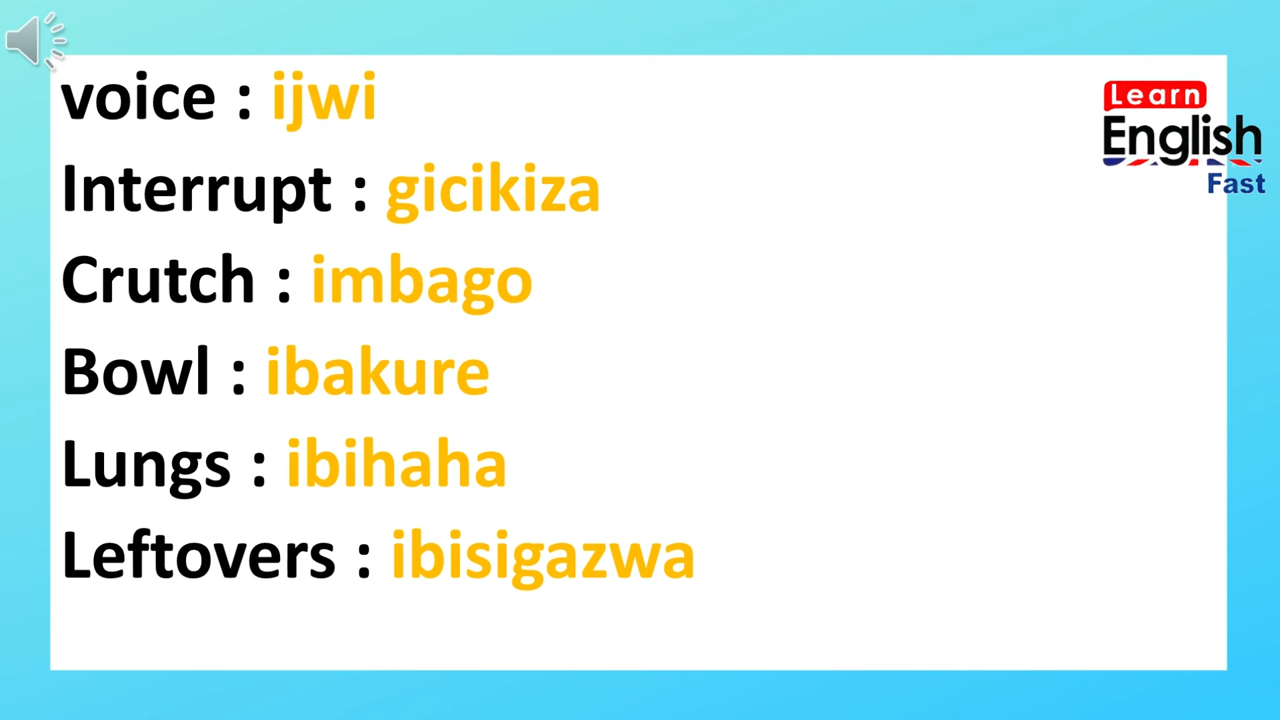 voice : ijwi
Interrupt : gicikiza
Crutch : imbago
Bowl : ibakure
Lungs : ibihaha
Leftovers : ibisigazwa
Learn
English
Fast